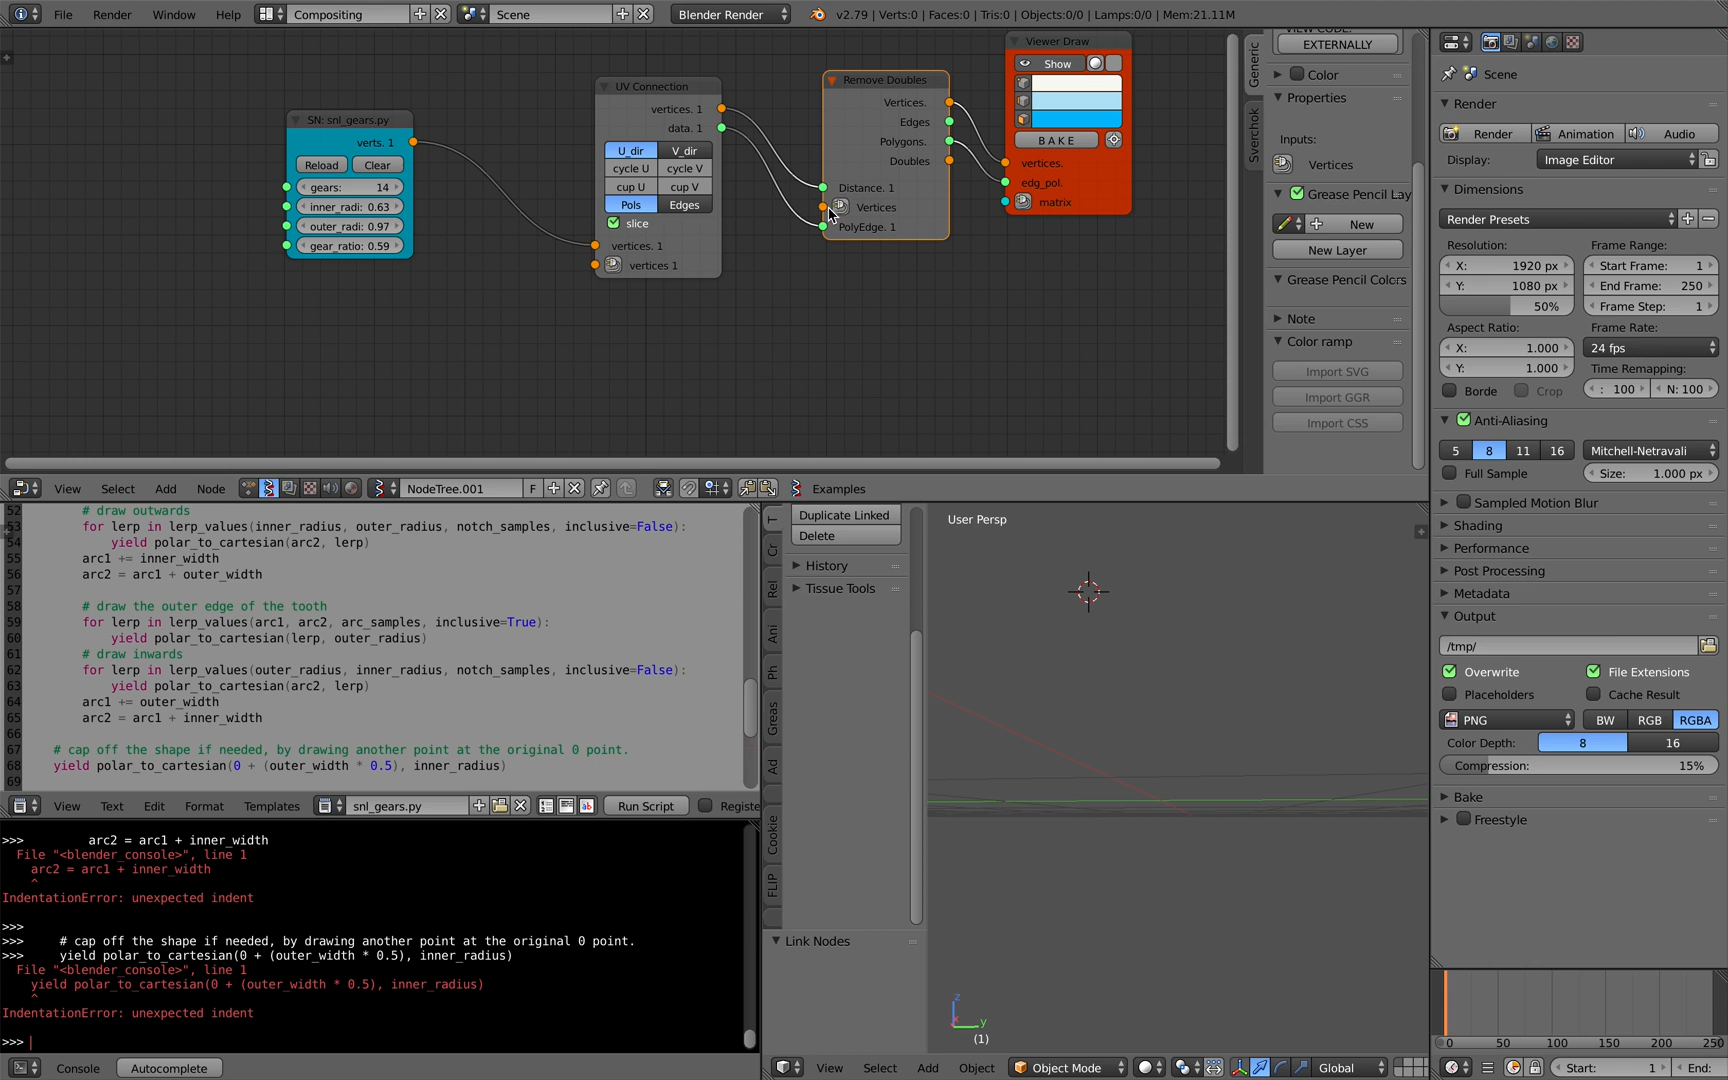 File Render Window Help Compositing Scene Blender Render v2.79 | Verts:0 | Faces:0 | Tris:0 | Objects:0/0 | Lamps:0/0 | Mem:21.11M
SN: snl_gears.py
verts. 1
Reload Clear
gears: 14
inner_radi: 0.63
outer_radi: 0.97
gear_ratio: 0.59
UV Connection
vertices. 1
data. 1
U_dir V_dir
cycle U cycle V
cup U cup V
Pols Edges
slice
vertices. 1
vertices 1
Remove Doubles
Vertices.
Edges
Polygons.
Doubles
Distance. 1
Vertices
PolyEdge. 1
Viewer Draw
Show
BAKE
vertices.
edg_pol.
matrix
Generic
Sverchok
EXTERNALLY
Color
Properties
Inputs:
Vertices
Grease Pencil Lay
New
New Layer
Grease Pencil Colors
Note
Color ramp
Import SVG
Import GGR
Import CSS
View Select Add Node NodeTree.001 F Examples
52 # draw outwards
53 for lerp in lerp_values(inner_radius, outer_radius, notch_samples, inclusive=False):
54 yield polar_to_cartesian(arc2, lerp)
55 arc1 += inner_width
56 arc2 = arc1 + outer_width
57
58 # draw the outer edge of the tooth
59 for lerp in lerp_values(arc1, arc2, arc_samples, inclusive=True):
60 yield polar_to_cartesian(lerp, outer_radius)
61 # draw inwards
62 for lerp in lerp_values(outer_radius, inner_radius, notch_samples, inclusive=False):
63 yield polar_to_cartesian(arc2, lerp)
64 arc1 += outer_width
65 arc2 = arc1 + inner_width
66
67 # cap off the shape if needed, by drawing another point at the original 0 point.
68 yield polar_to_cartesian(0 + (outer_width * 0.5), inner_radius)
69
View Text Edit Format Templates snl_gears.py Run Script Registe
>>> arc2 = arc1 + inner_width
File "<blender_console>", line 1
arc2 = arc1 + inner_width
^
IndentationError: unexpected indent
>>>
>>> # cap off the shape if needed, by drawing another point at the original 0 point.
>>> yield polar_to_cartesian(0 + (outer_width * 0.5), inner_radius)
File "<blender_console>", line 1
yield polar_to_cartesian(0 + (outer_width * 0.5), inner_radius)
^
IndentationError: unexpected indent
>>>
Console Autocomplete
T
Cr
Rel
Ani
Ph
Greas
Ad
Cookie
FLIP
Duplicate Linked
Delete
History
Tissue Tools
Link Nodes
User Persp
z
y
(1)
View Select Add Object Object Mode Global
Scene
Render
Render Animation Audio
Display: Image Editor
Dimensions
Render Presets
Resolution: Frame Range:
X: 1920 px Start Frame: 1
Y: 1080 px End Frame: 250
50% Frame Step: 1
Aspect Ratio: Frame Rate:
X: 1.000 24 fps
Y: 1.000 Time Remapping:
Borde Crop : 100 N: 100
Anti-Aliasing
5 8 11 16 Mitchell-Netravali
Full Sample Size: 1.000 px
Sampled Motion Blur
Shading
Performance
Post Processing
Metadata
Output
/tmp/
Overwrite File Extensions
Placeholders Cache Result
PNG BW RGB RGBA
Color Depth: 8 16
Compression: 15%
Bake
Freestyle
0 50 100 150 200 250
Start: 1 End: